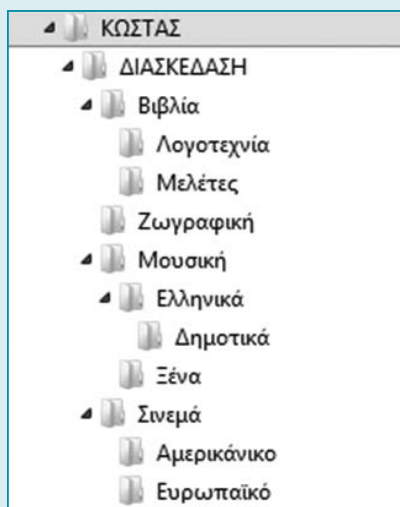 ΚΩΣΤΑΣ
ΔΙΑΣΚΕΔΑΣΗ
Βιβλία
Λογοτεχνία
Μελέτες
Ζωγραφική
Μουσική
Ελληνικά
Δημοτικά
Ξένα
Σινεμά
Αμερικάνικο
Ευρωπαϊκό